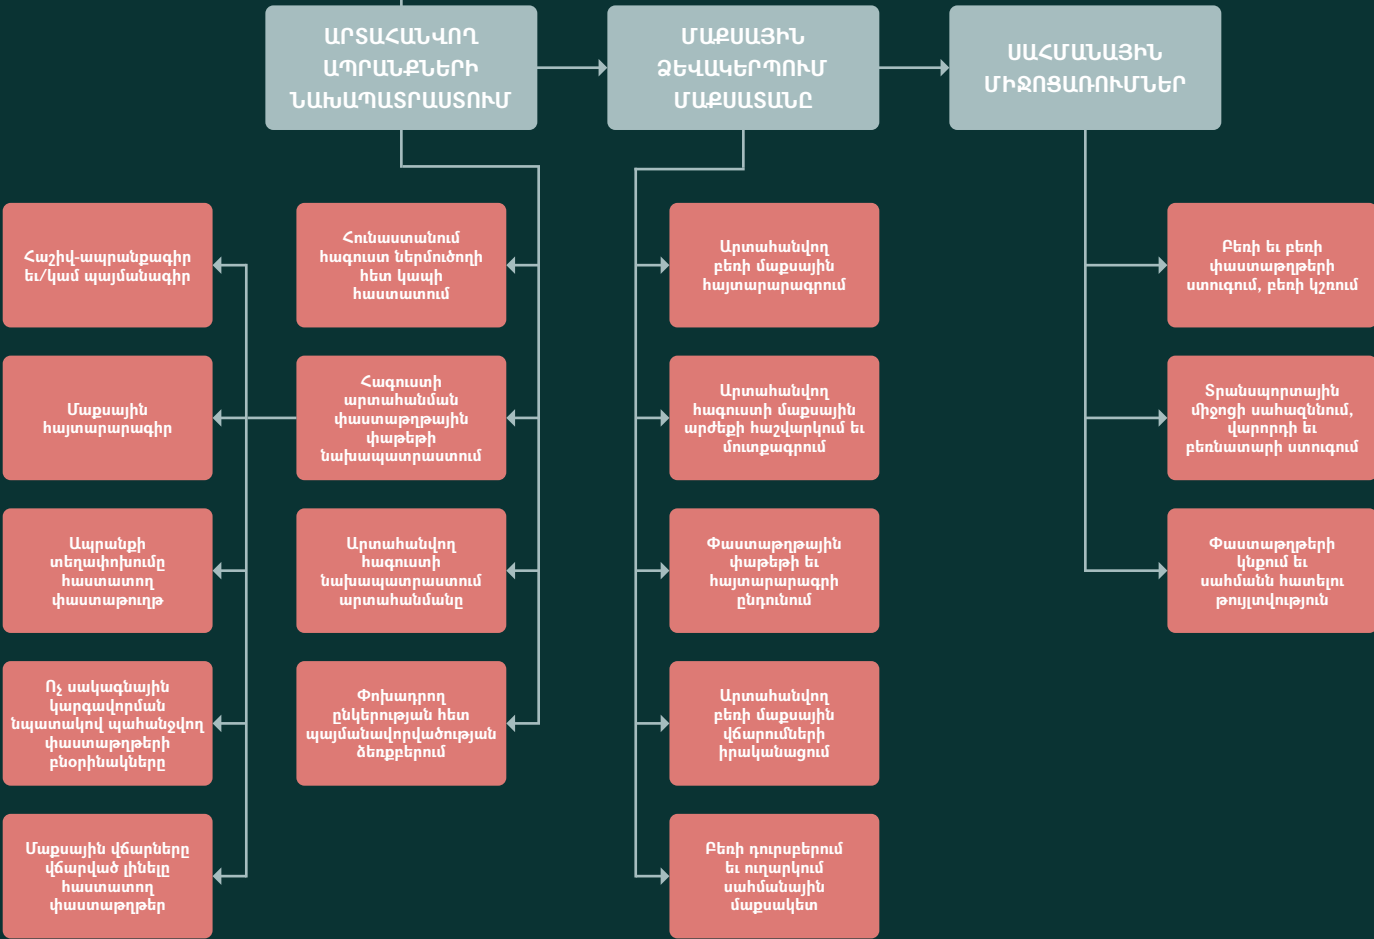 ԱՐՏԱՀԱՆՎՈՂ
ԱՊՐԱՆՔՆԵՐԻ
ՆԱԽԱՊԱՏՐԱՍՏՈՒՄ
ՄԱՔՍԱՅԻՆ
ՁԵՎԱԿԵՐՊՈՒՄ
ՄԱՔՍԱՏԱՆԸ
ՍԱՀՄԱՆԱՅԻՆ
ՄԻՋՈՑԱՌՈՒՄՆԵՐ
Հաշիվ-ապրանքագիր
եւ/կամ պայմանագիր
Մաքսային
հայտարարագիր
Ապրանքի
տեղափոխումը
հաստատող
փաստաթուղթ
Ոչ սակագնային
կարգավորման
նպատակով պահանջվող
փաստաթղթերի
բնօրինակները
Մաքսային վճարները
վճարված լինելը
հաստատող
փաստաթղթեր
Հունաստանում
հագուստ ներմուծողի
հետ կապի
հաստատում
Հագուստի
արտահանման
փաստաթղթային
փաթեթի
նախապատրաստում
Արտահանվող
հագուստի
նախապատրաստում
արտահանմանը
Փոխադրող
ընկերության հետ
պայմանավորվածության
ձեռքբերում
Արտահանվող
բեռի մաքսային
հայտարարագրում
Արտահանվող
հագուստի մաքսային
արժեքի հաշվարկում եւ
մուտքագրում
Փաստաթղթային
փաթեթի եւ
հայտարարագրի
ընդունում
Արտահանվող
բեռի մաքսային
վճարումների
իրականացում
Բեռի դուրսբերում
եւ ուղարկում
սահմանային
մաքսակետ
Բեռի եւ բեռի
փաստաթղթերի
ստուգում, բեռի կշռում
Տրանսպորտային
միջոցի սահազննում,
վարորդի եւ
բեռնատարի ստուգում
Փաստաթղթերի
կնքում եւ
սահմանն հատելու
թույլտվություն